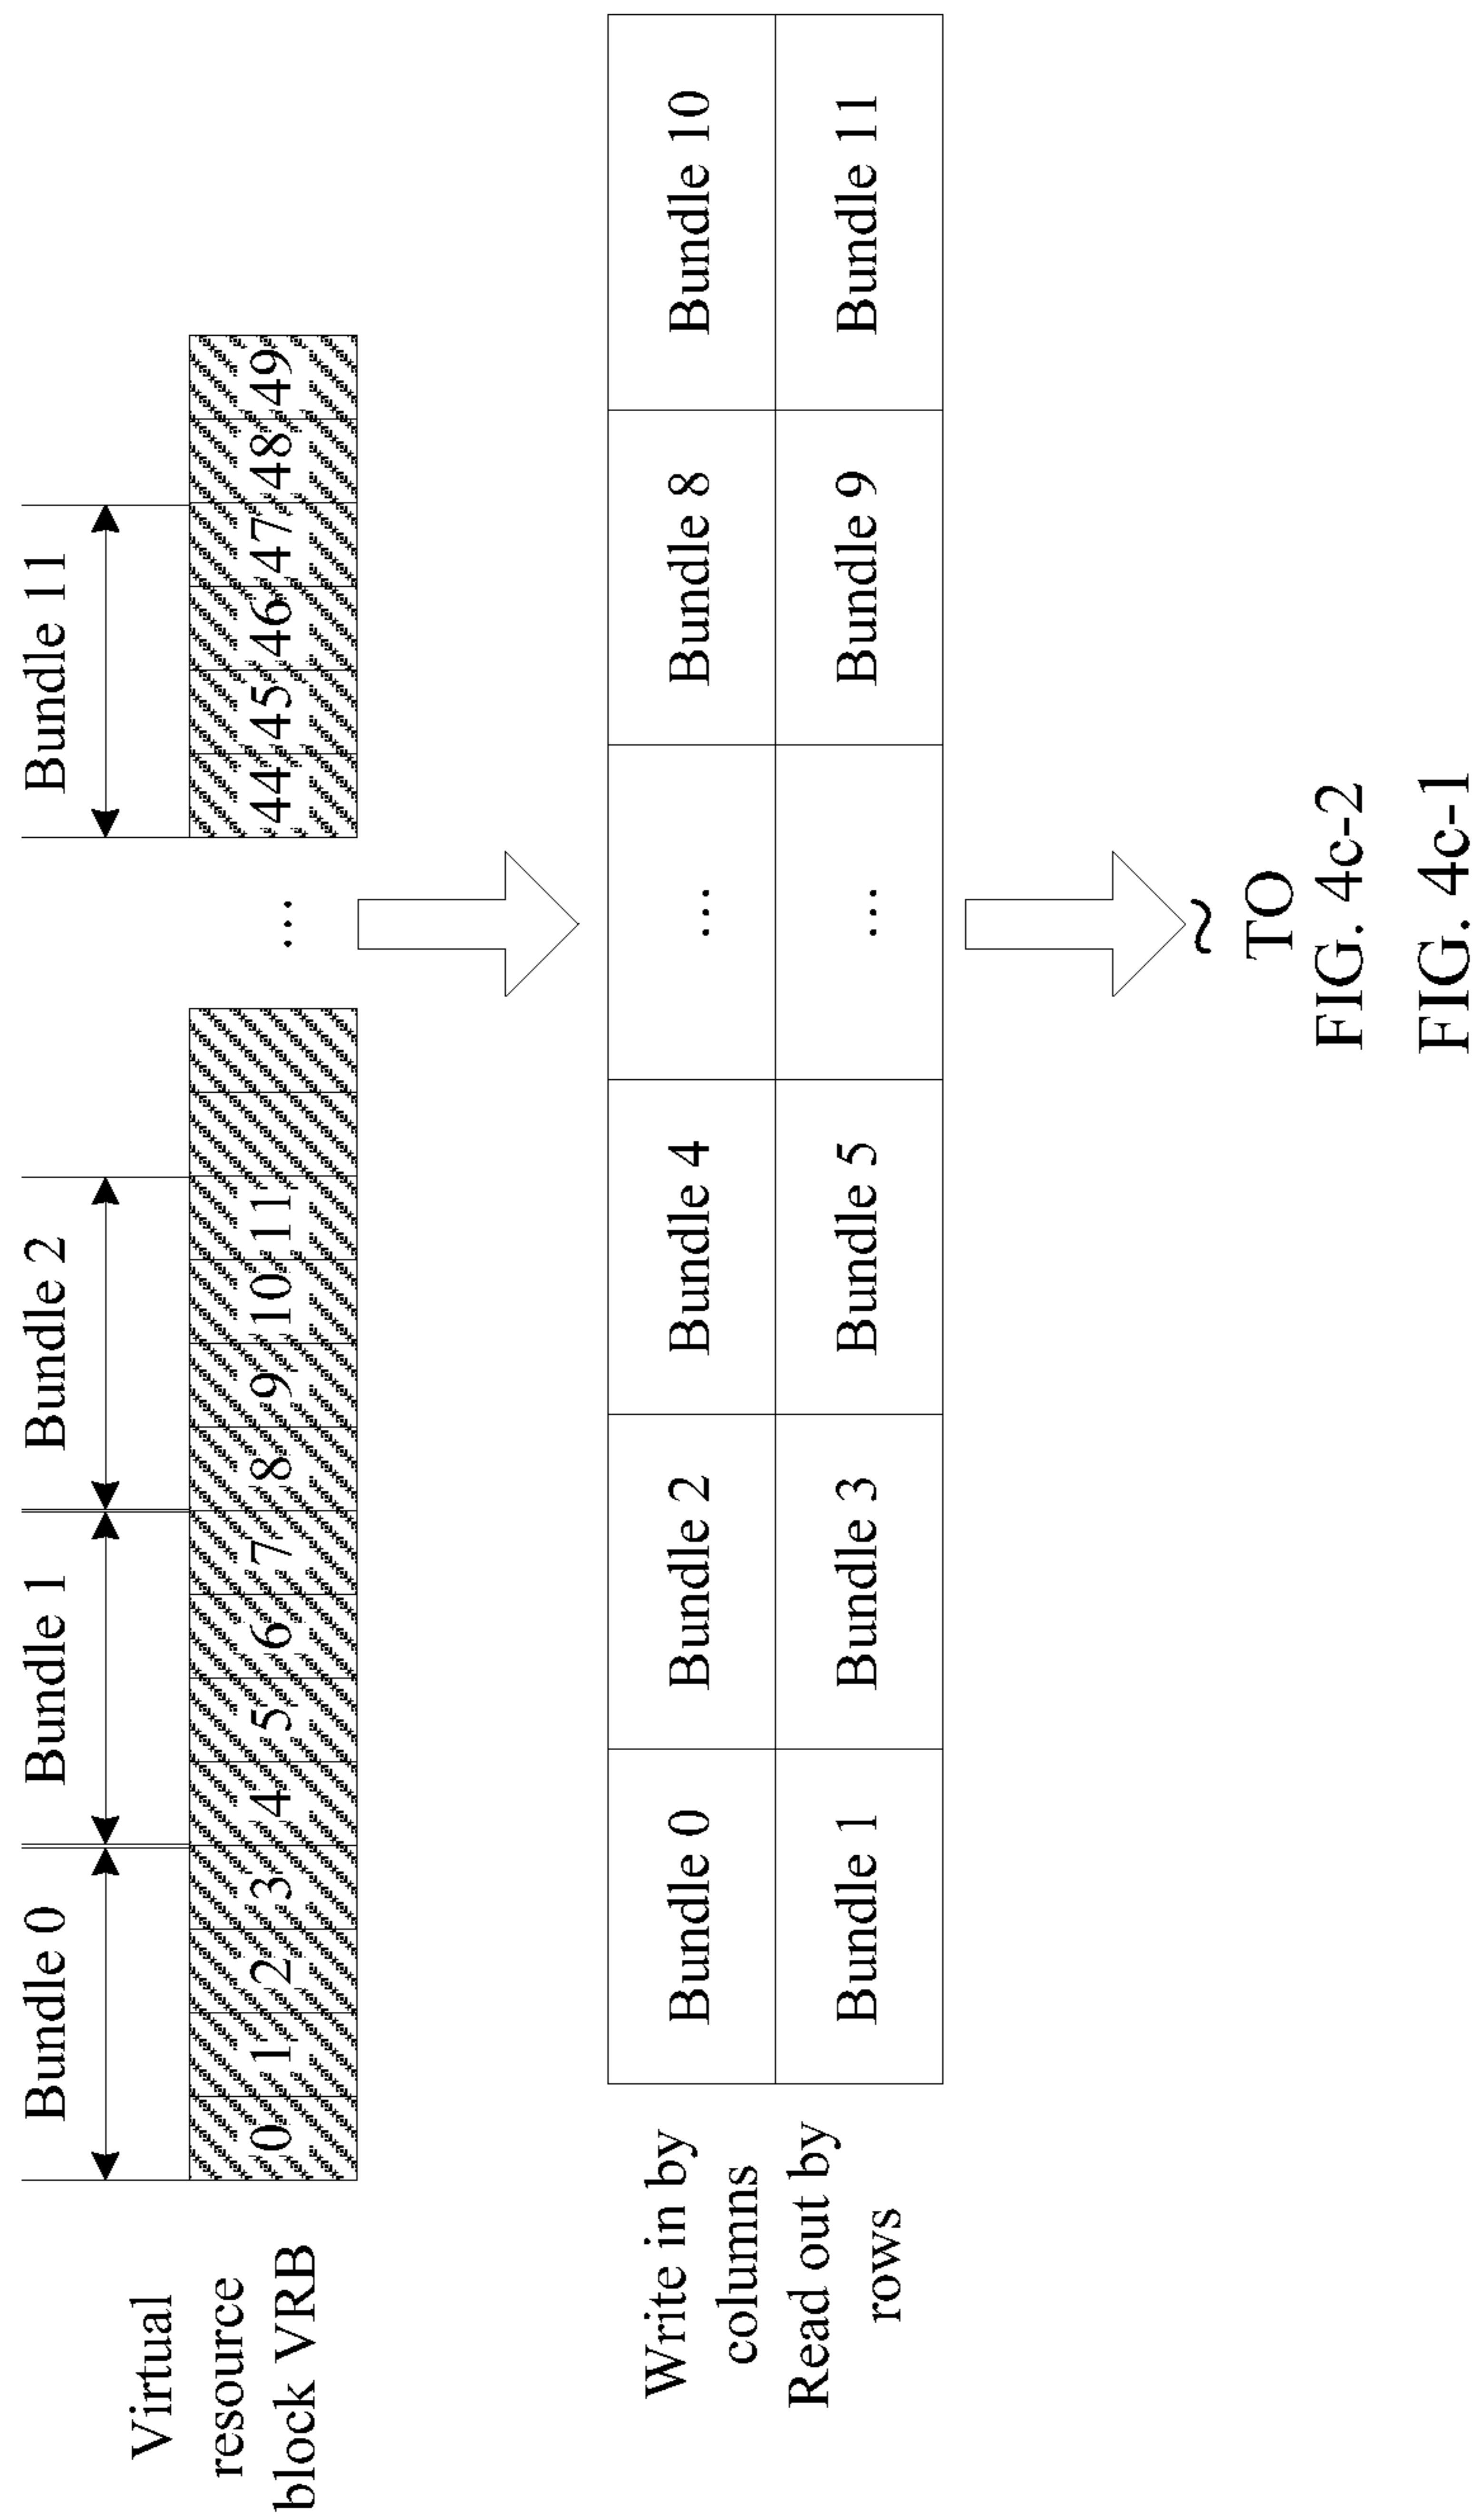 Bundle 0 Bundle 1 Bundle 2 Bundle 11
Virtual
resource
block VRB
0 1 2 3 4 5 6 7 8 9 10 11 ... 44 45 46 47 48 49
Write in by
columns
Read out by
rows
Bundle 0 Bundle 2 Bundle 4 ... Bundle 8 Bundle 10
Bundle 1 Bundle 3 Bundle 5 ... Bundle 9 Bundle 11
~
TO
FIG. 4c-2
FIG. 4c-1